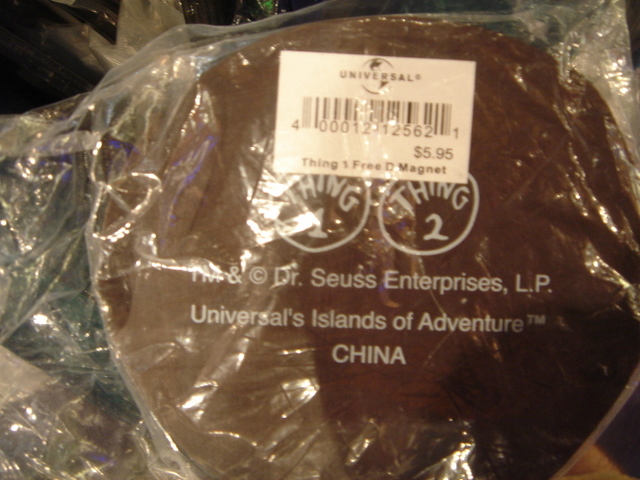 UNIVERSAL®
4 00012 12562 1
$5.95
Thing 1 Free D Magnet
THING 1
THING 2
TM & © Dr. Seuss Enterprises, L.P.
Universal's Islands of Adventure™
CHINA